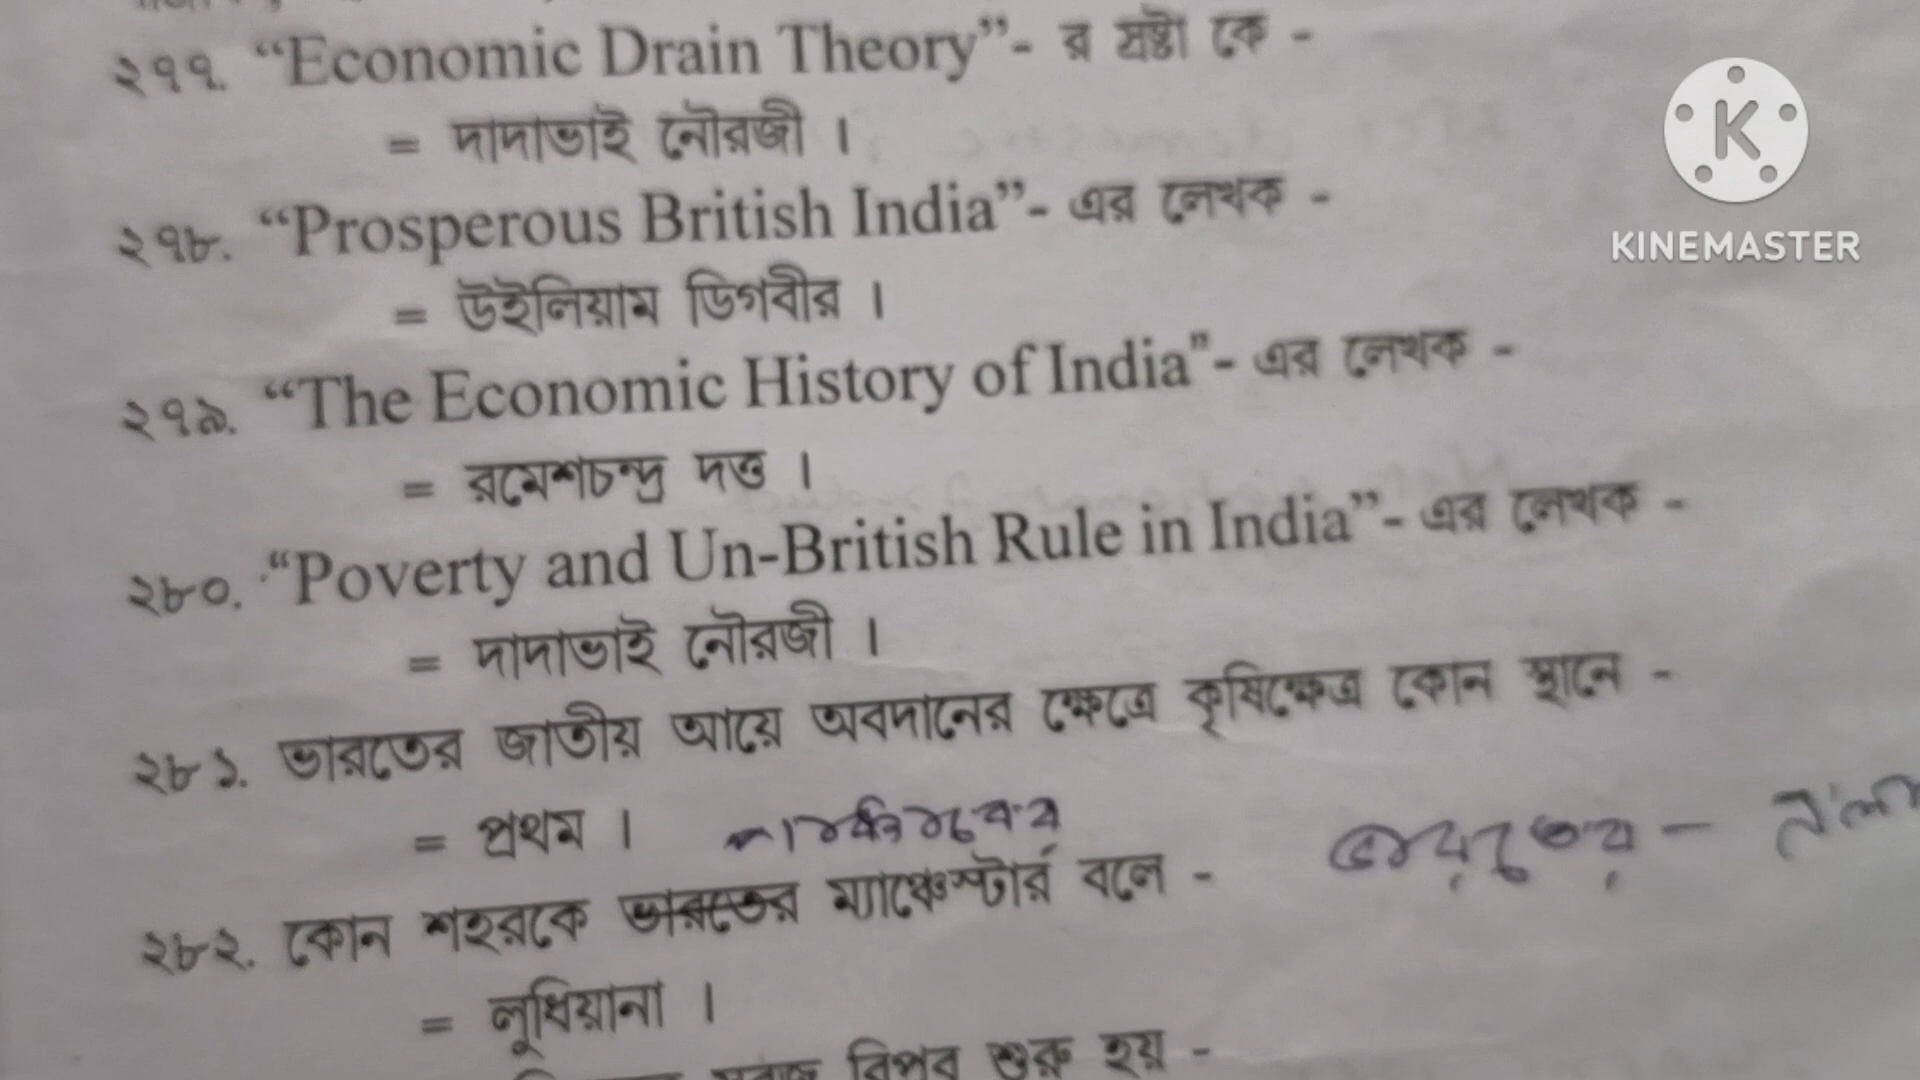 ২৭৭. “Economic Drain Theory”- র স্রষ্টা কে -
= দাদাভাই নৌরজী ।
২৭৮. “Prosperous British India”- এর লেখক -
= উইলিয়াম ডিগবীর ।
২৭৯. “The Economic History of India”- এর লেখক -
= রমেশচন্দ্র দত্ত ।
২৮০. “Poverty and Un-British Rule in India”- এর লেখক -
= দাদাভাই নৌরজী ।
২৮১. ভারতের জাতীয় আয়ে অবদানের ক্ষেত্রে কৃষিক্ষেত্র কোন স্থানে -
= প্রথম ।
২৮২. কোন শহরকে ভারতের ম্যাঞ্চেস্টার্র বলে -
= লুধিয়ানা ।
বিপ্লব শুরু হয় -
K
KINEMASTER